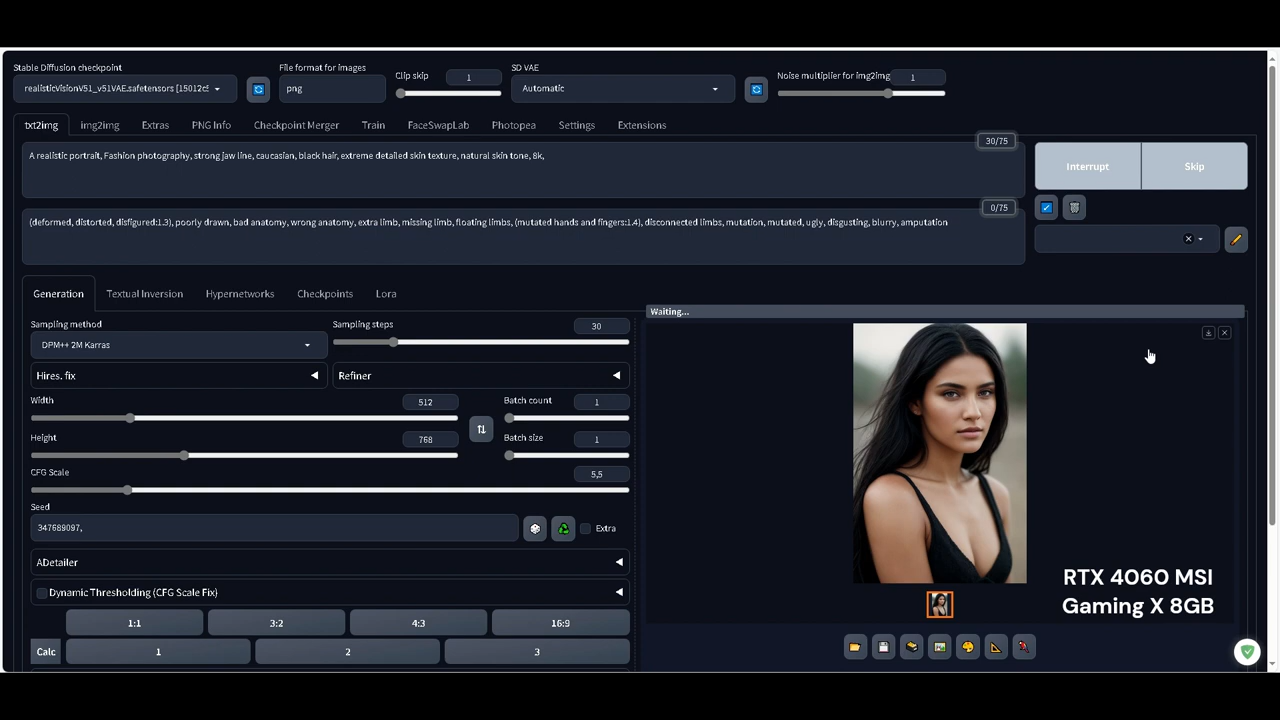 Stable Diffusion checkpoint
File format for images
Clip skip
1
SD VAE
Noise multiplier for img2img
1
realisticVisionV51_v51VAE.safetensors [15012c5
png
Automatic
txt2img
img2img
Extras
PNG Info
Checkpoint Merger
Train
FaceSwapLab
Photopea
Settings
Extensions
30/75
A realistic portrait, Fashion photography, strong jaw line, caucasian, black hair, extreme detailed skin texture, natural skin tone, 8k,
Interrupt
Skip
0/75
(deformed, distorted, disfigured:1.3), poorly drawn, bad anatomy, wrong anatomy, extra limb, missing limb, floating limbs, (mutated hands and fingers:1.4), disconnected limbs, mutation, mutated, ugly, disgusting, blurry, amputation
Generation
Textual Inversion
Hypernetworks
Checkpoints
Lora
Waiting...
Sampling method
DPM++ 2M Karras
Sampling steps
30
Hires. fix
Refiner
Width
512
Batch count
1
Height
768
Batch size
1
CFG Scale
5,5
Seed
347689097,
Extra
ADetailer
Dynamic Thresholding (CFG Scale Fix)
1:1
3:2
4:3
16:9
Calc
1
2
3
RTX 4060 MSI
Gaming X 8GB